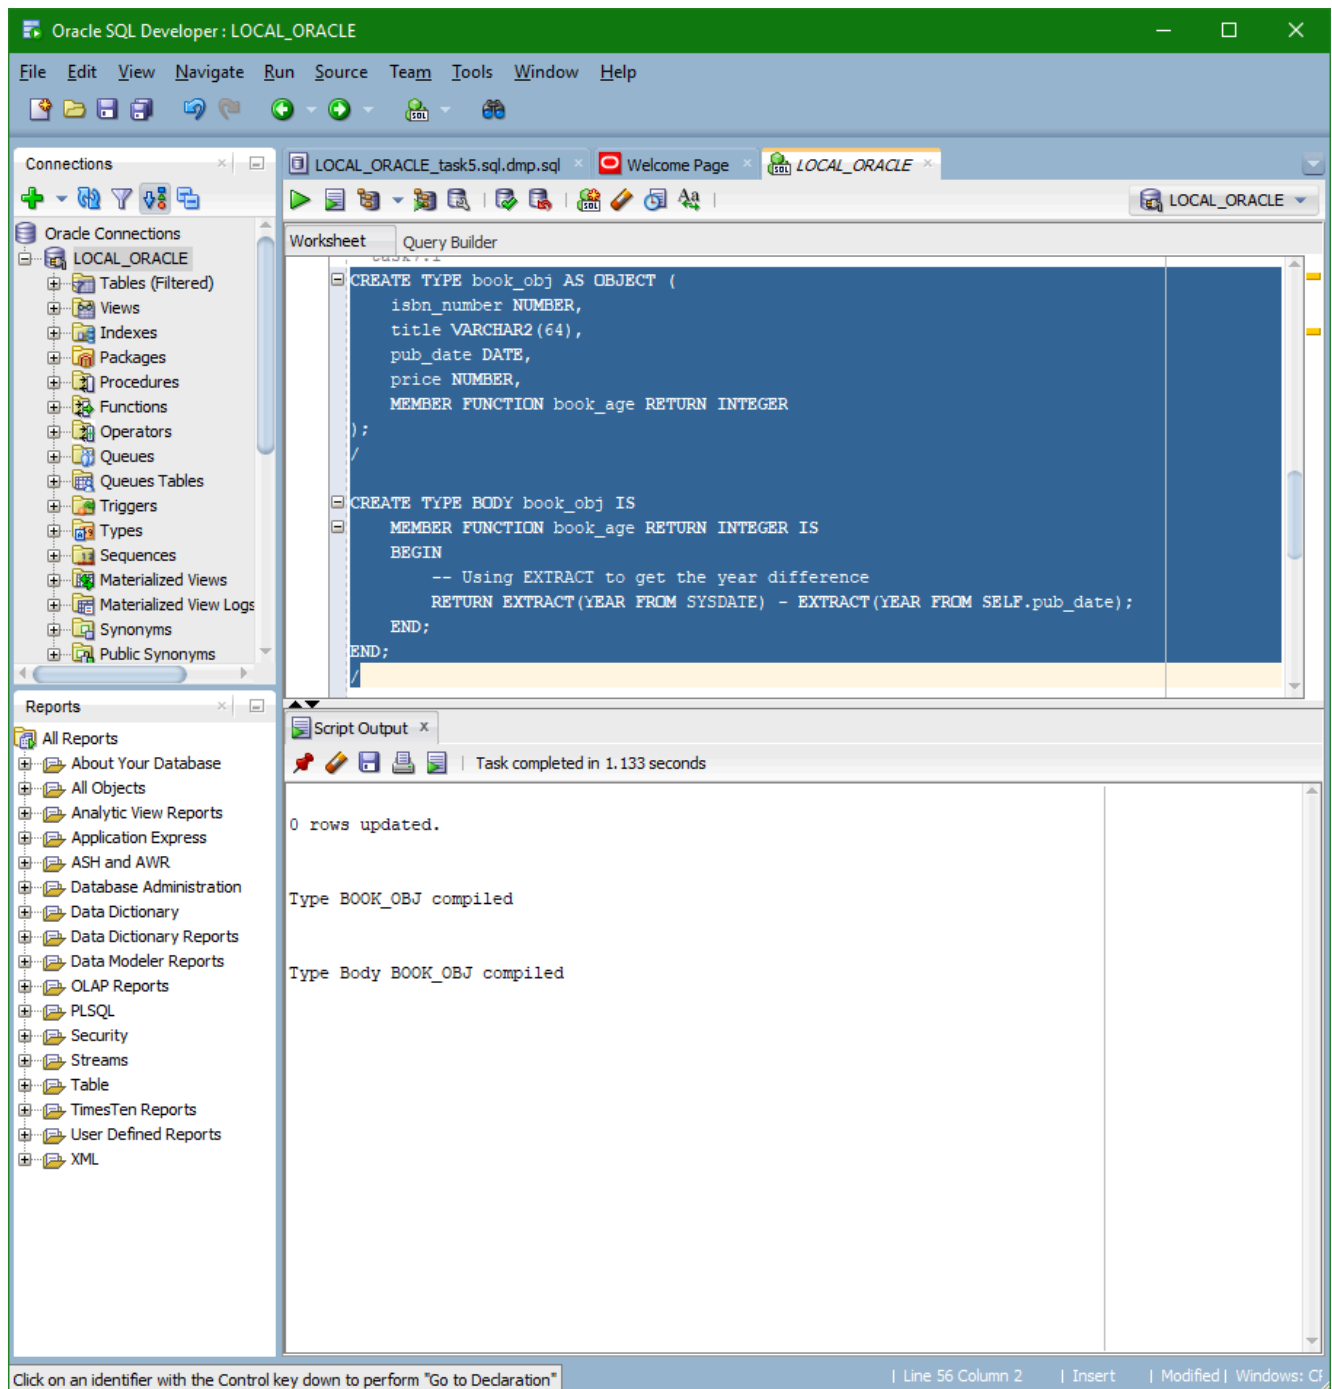 Oracle SQL Developer : LOCAL_ORACLE
File Edit View Navigate Run Source Team Tools Window Help
Connections
Oracle Connections
LOCAL_ORACLE
Tables (Filtered)
Views
Indexes
Packages
Procedures
Functions
Operators
Queues
Queues Tables
Triggers
Types
Sequences
Materialized Views
Materialized View Logs
Synonyms
Public Synonyms
Reports
All Reports
About Your Database
All Objects
Analytic View Reports
Application Express
ASH and AWR
Database Administration
Data Dictionary
Data Dictionary Reports
Data Modeler Reports
OLAP Reports
PLSQL
Security
Streams
Table
TimesTen Reports
User Defined Reports
XML
LOCAL_ORACLE_task5.sql.dmp.sql Welcome Page LOCAL_ORACLE
LOCAL_ORACLE
Worksheet Query Builder
CREATE TYPE book_obj AS OBJECT (
isbn_number NUMBER,
title VARCHAR2(64),
pub_date DATE,
price NUMBER,
MEMBER FUNCTION book_age RETURN INTEGER
);
/
CREATE TYPE BODY book_obj IS
MEMBER FUNCTION book_age RETURN INTEGER IS
BEGIN
-- Using EXTRACT to get the year difference
RETURN EXTRACT(YEAR FROM SYSDATE) - EXTRACT(YEAR FROM SELF.pub_date);
END;
END;
/
Script Output x
Task completed in 1.133 seconds
0 rows updated.
Type BOOK_OBJ compiled
Type Body BOOK_OBJ compiled
Click on an identifier with the Control key down to perform "Go to Declaration"
| Line 56 Column 2 | Insert | Modified | Windows: